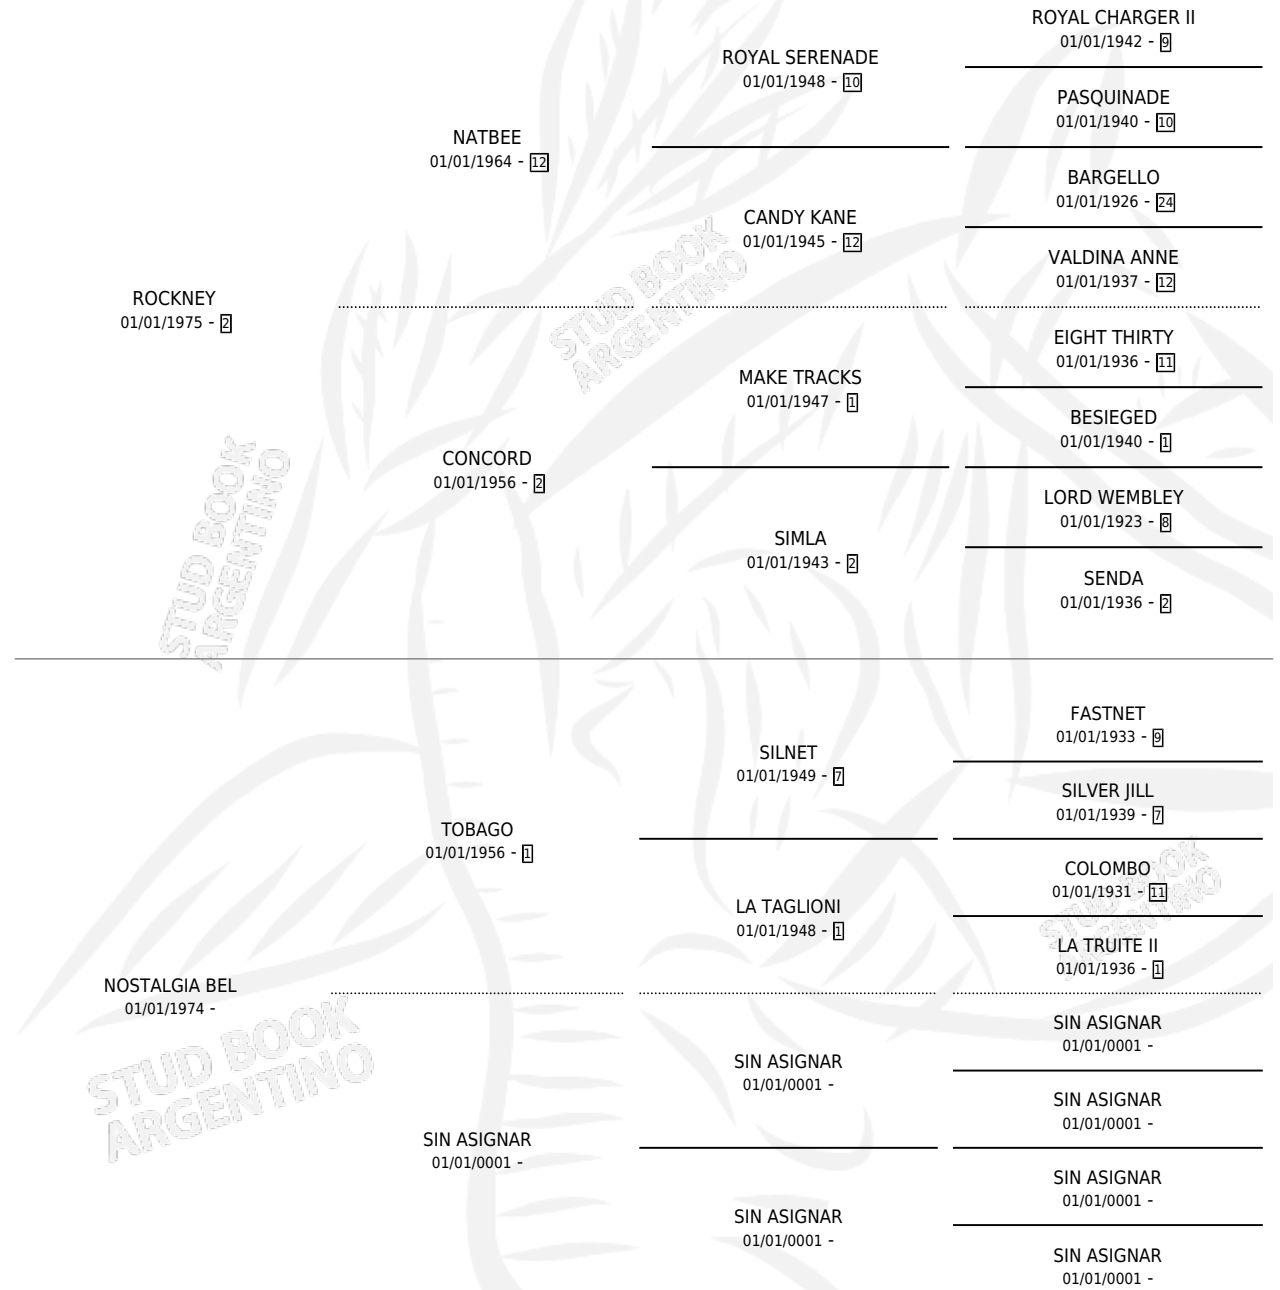 ROYAL CHARGER II
01/01/1942 - 9
ROYAL SERENADE
01/01/1948 - 10
PASQUINADE
01/01/1940 - 10
NATBEE
01/01/1964 - 12
BARGELLO
01/01/1926 - 24
CANDY KANE
01/01/1945 - 12
VALDINA ANNE
01/01/1937 - 12
ROCKNEY
01/01/1975 - 2
STUD BOOK
ARGENTINO
EIGHT THIRTY
01/01/1936 - 11
MAKE TRACKS
01/01/1947 - 1
BESIEGED
01/01/1940 - 1
CONCORD
01/01/1956 - 2
LORD WEMBLEY
01/01/1923 - 8
SIMLA
01/01/1943 - 2
SENDA
01/01/1936 - 2
STUD BOOK
ARGENTINO
FASTNET
01/01/1933 - 9
SILNET
01/01/1949 - 7
SILVER JILL
01/01/1939 - 7
TOBAGO
01/01/1956 - 1
COLOMBO
01/01/1931 - 11
LA TAGLIONI
01/01/1948 - 1
STUD BOOK
ARGENTINO
LA TRUITE II
01/01/1936 - 1
NOSTALGIA BEL
01/01/1974 -
SIN ASIGNAR
01/01/0001 -
SIN ASIGNAR
01/01/0001 -
STUD BOOK
ARGENTINO
SIN ASIGNAR
01/01/0001 -
SIN ASIGNAR
01/01/0001 -
SIN ASIGNAR
01/01/0001 -
SIN ASIGNAR
01/01/0001 -
SIN ASIGNAR
01/01/0001 -